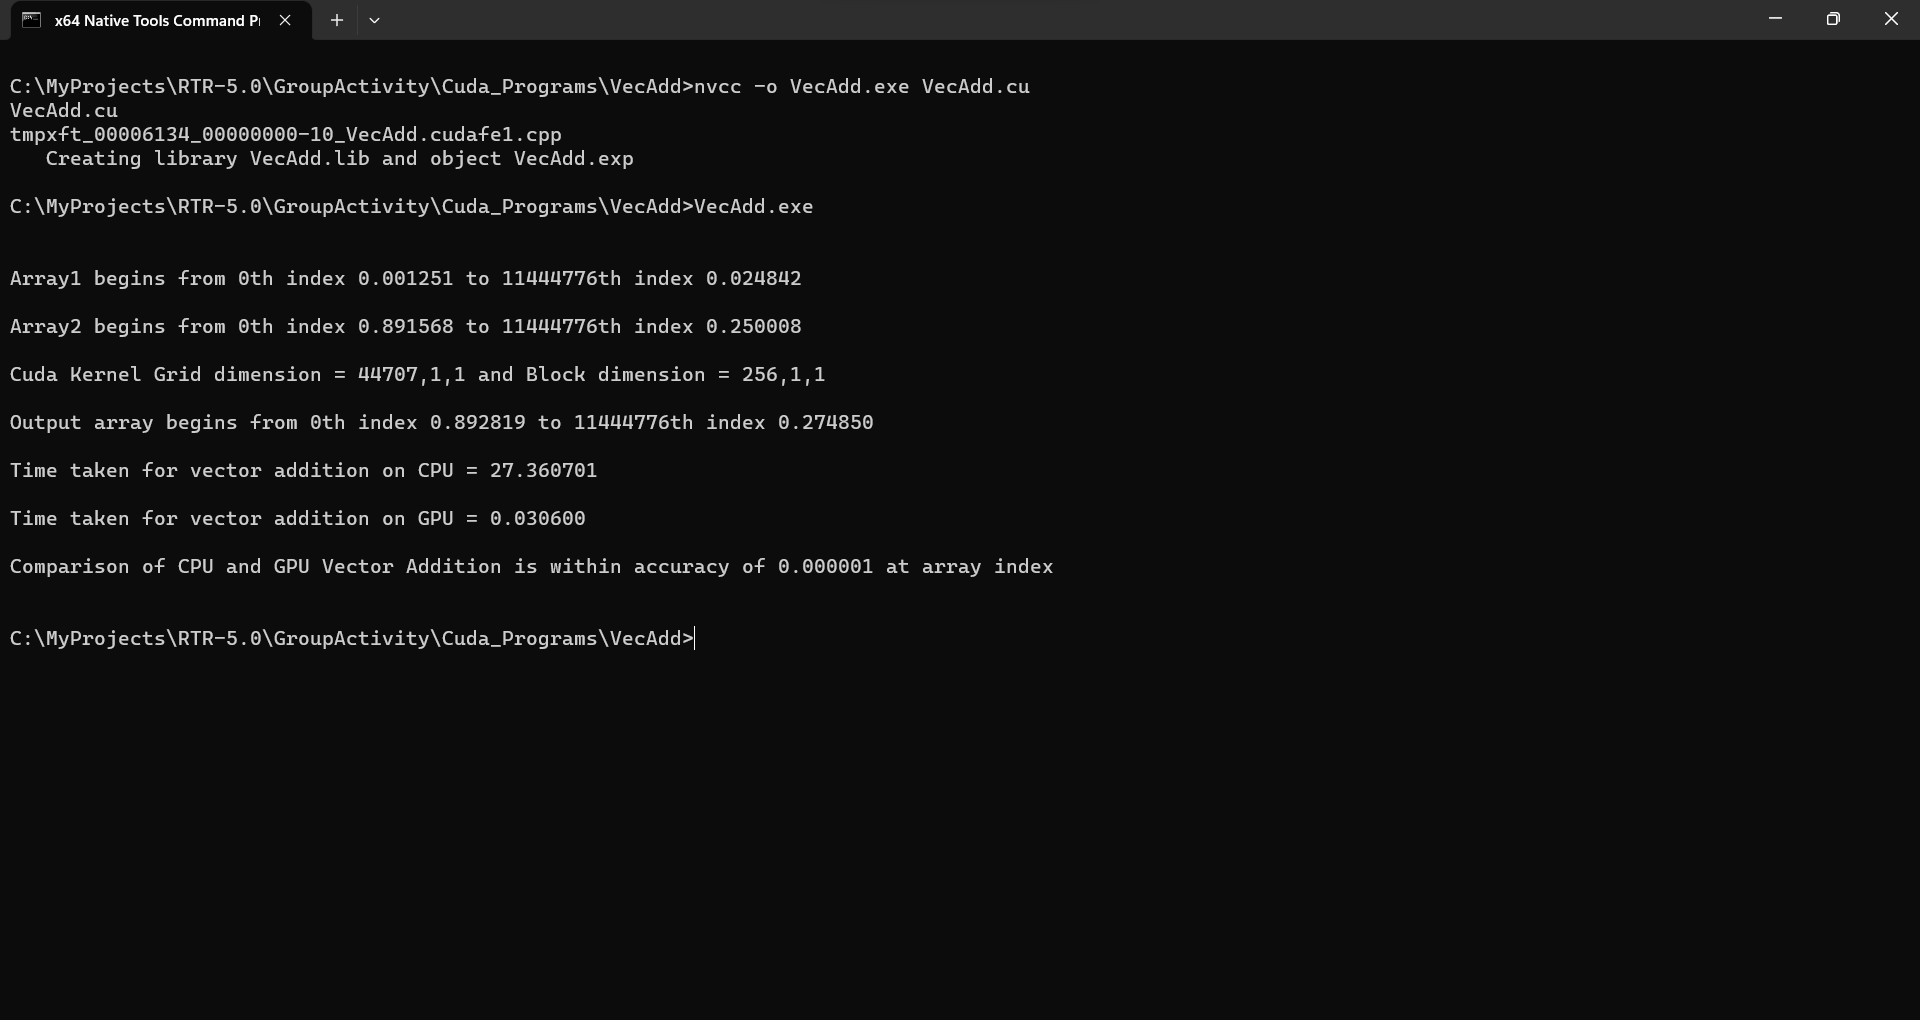 x64 Native Tools Command P
C:\MyProjects\RTR-5.0\GroupActivity\Cuda_Programs\VecAdd>nvcc -o VecAdd.exe VecAdd.cu
VecAdd.cu
tmpxft_00006134_00000000-10_VecAdd.cudafe1.cpp
   Creating library VecAdd.lib and object VecAdd.exp
C:\MyProjects\RTR-5.0\GroupActivity\Cuda_Programs\VecAdd>VecAdd.exe
Array1 begins from 0th index 0.001251 to 11444776th index 0.024842
Array2 begins from 0th index 0.891568 to 11444776th index 0.250008
Cuda Kernel Grid dimension = 44707,1,1 and Block dimension = 256,1,1
Output array begins from 0th index 0.892819 to 11444776th index 0.274850
Time taken for vector addition on CPU = 27.360701
Time taken for vector addition on GPU = 0.030600
Comparison of CPU and GPU Vector Addition is within accuracy of 0.000001 at array index
C:\MyProjects\RTR-5.0\GroupActivity\Cuda_Programs\VecAdd>